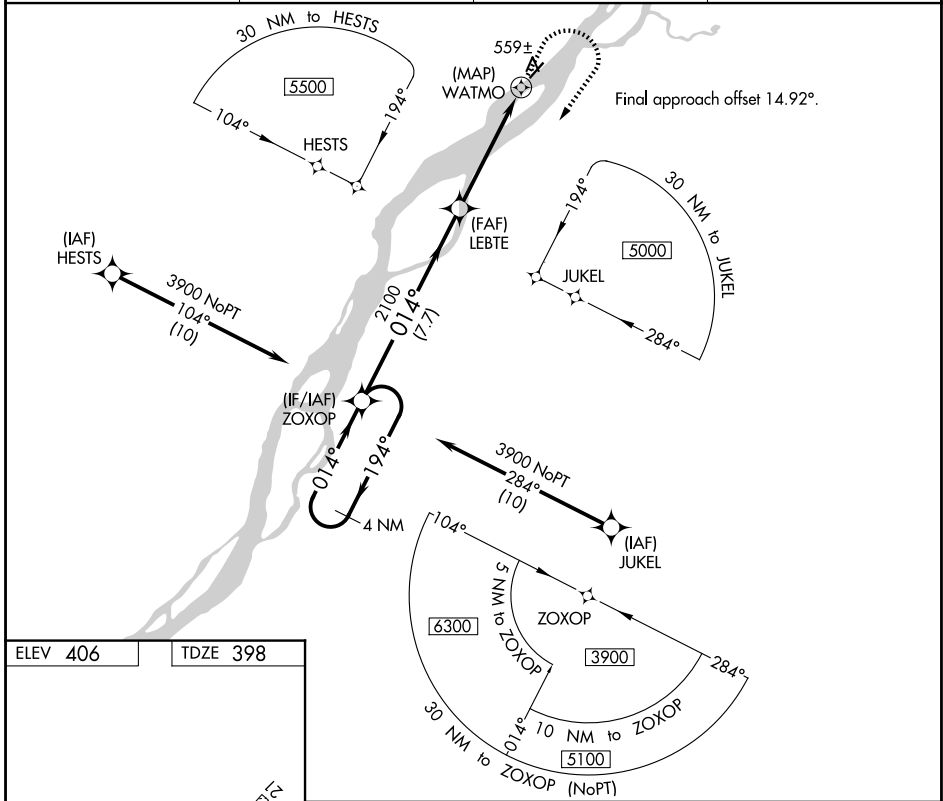 30 NM to HESTS
5500
104°
194°
HESTS
559±
(MAP)
WATMO
Final approach offset 14.92°.
194°
30 NM to JUKEL
5000
JUKEL
284°
(FAF)
LEBTE
(IAF)
HESTS
3900 NoPT
104°
(10)
2100
014°
(7.7)
(IF/IAF)
ZOXOP
014°
194°
4 NM
3900 NoPT
284°
(10)
(IAF)
JUKEL
104°
5 NM to ZOXOP
ZOXOP
6300
3900
284°
014°
10 NM to ZOXOP
5100
30 NM to ZOXOP (NoPT)
ELEV 406
TDZE 398
21